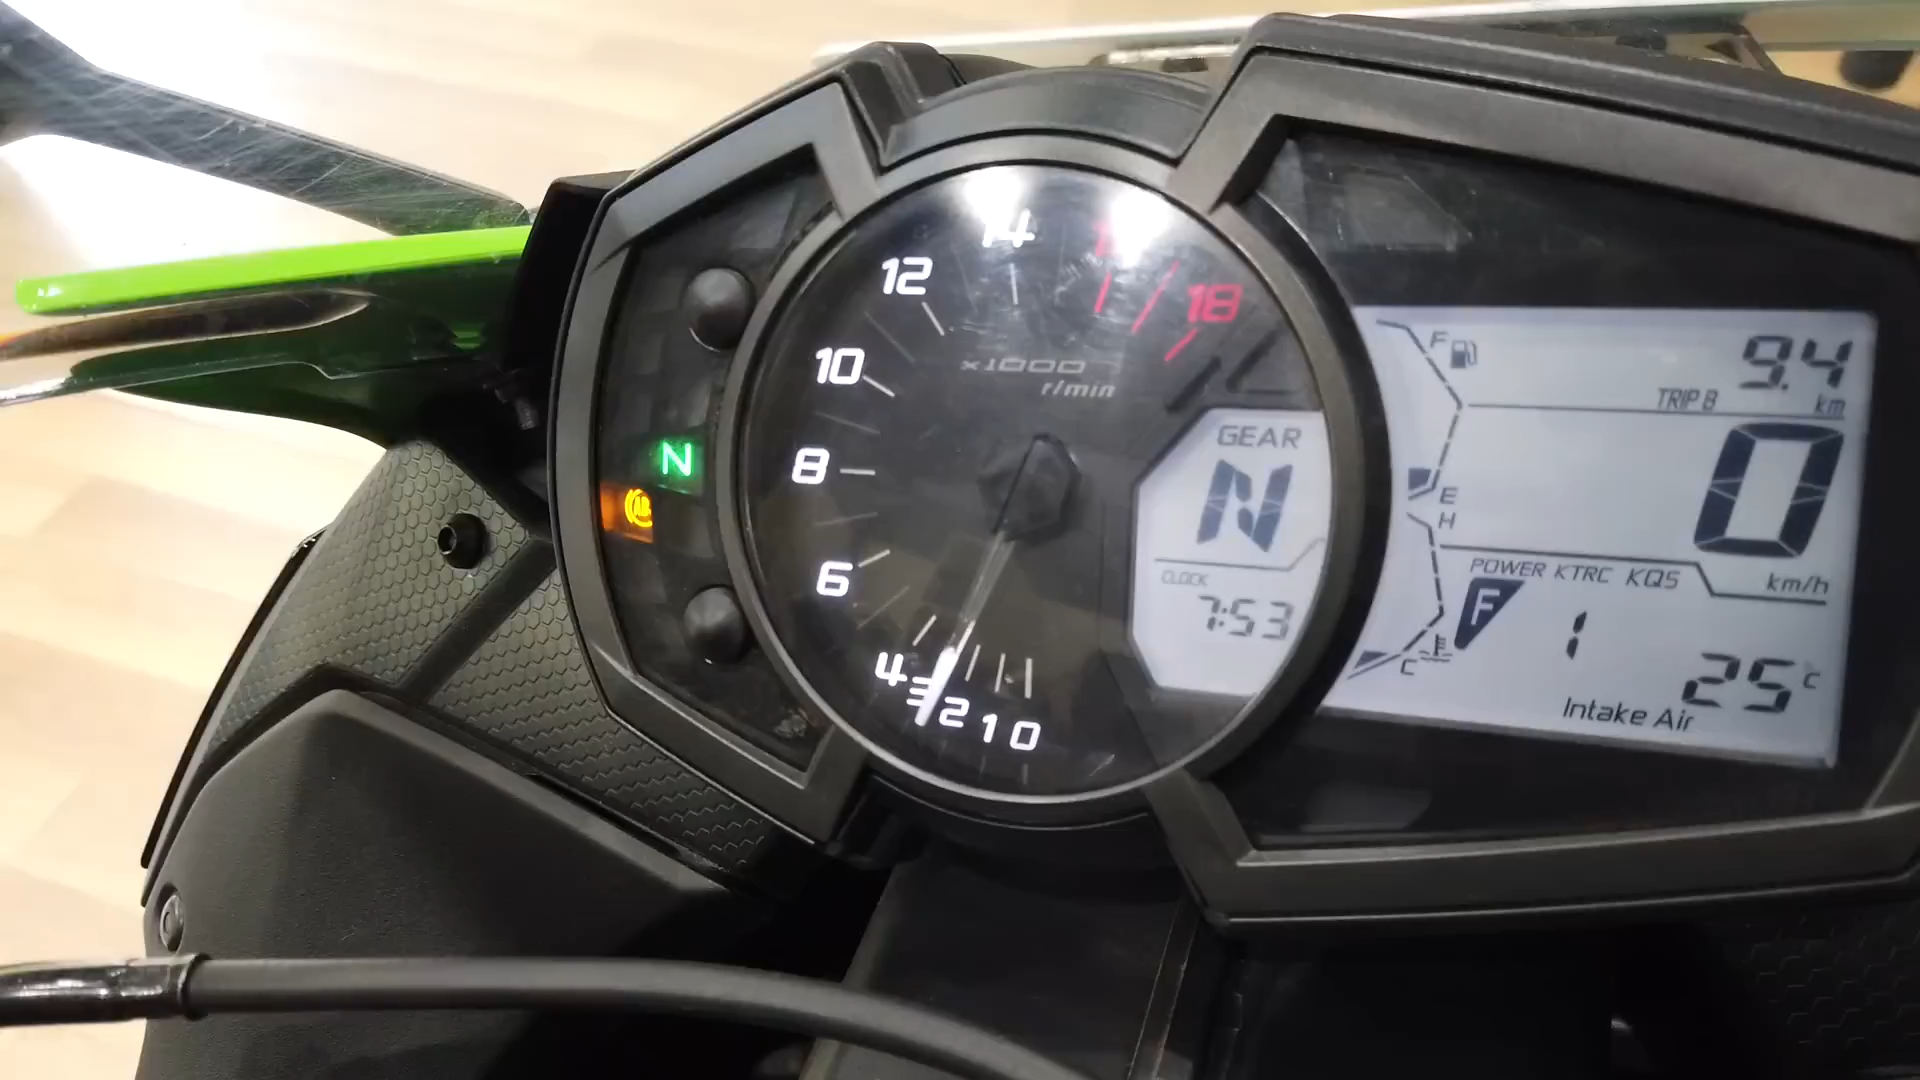 14
12
18
10
x1000
r/min
8
6
4
3
2
1
0
N
GEAR
N
CLOCK
7:53
F
E
H
C
9.4
TRIP B
km
0
km/h
POWER KTRC KQS
F
1
25 °C
Intake Air